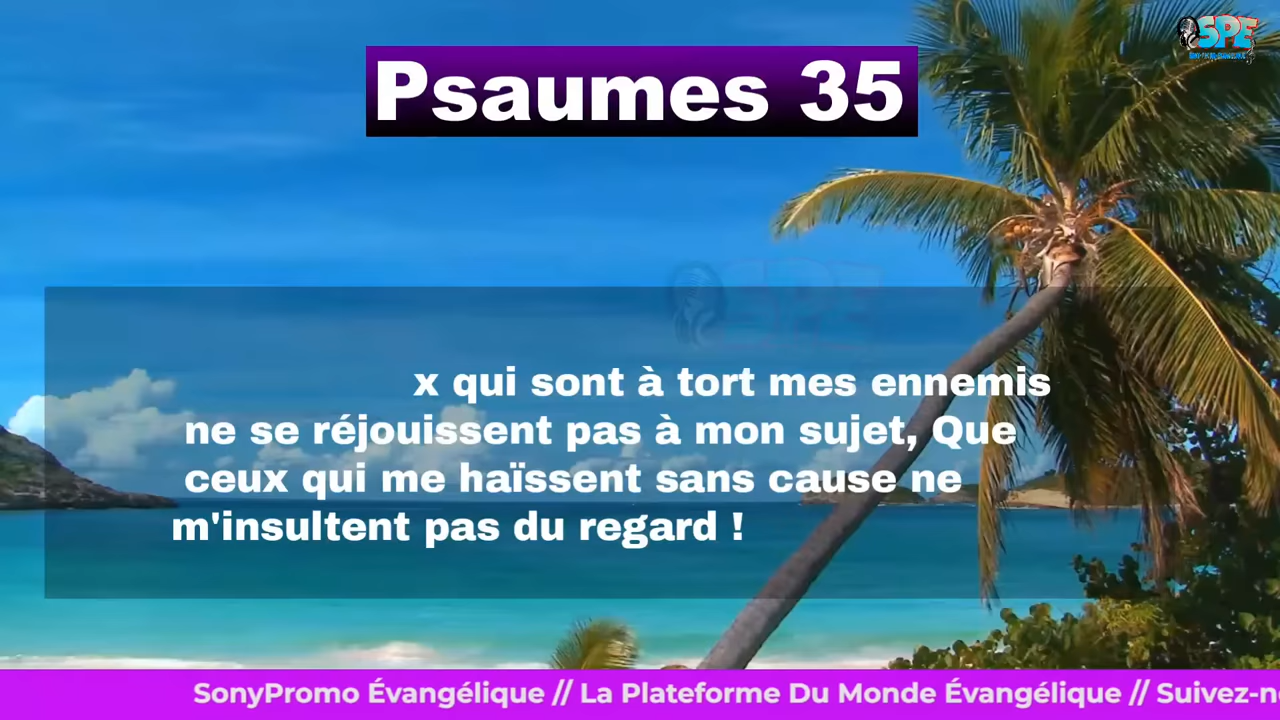 SPE
Psaumes 35
x qui sont à tort mes ennemis
ne se réjouissent pas à mon sujet, Que
ceux qui me haïssent sans cause ne
m'insultent pas du regard !
SonyPromo Évangélique // La Plateforme Du Monde Évangélique // Suivez-n